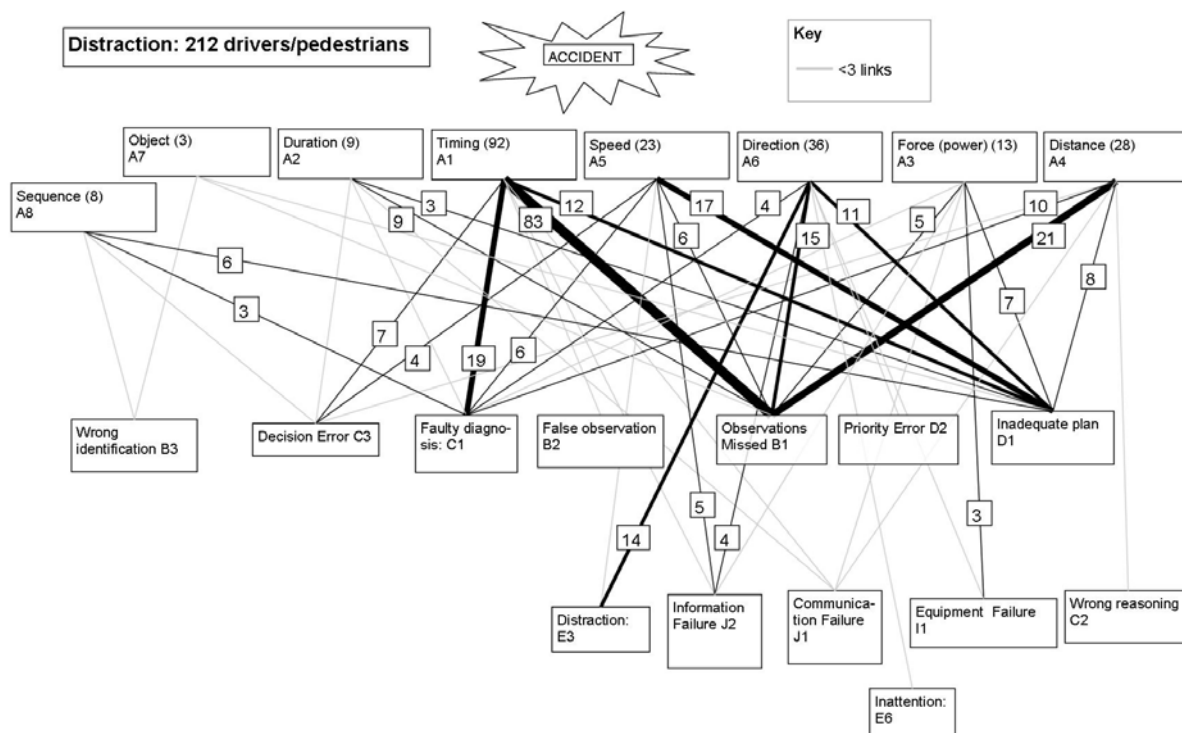 Distraction: 212 drivers/pedestrians
ACCIDENT
Key
<3 links
Object (3)
A7
Duration (9)
A2
Timing (92)
A1
Speed (23)
A5
Direction (36)
A6
Force (power) (13)
A3
Distance (28)
A4
Sequence (8)
A8
9
3
83
12
6
17
4
15
11
5
10
21
6
3
7
4
19
6
7
8
Wrong
identification B3
Decision Error C3
Faulty diagno-
sis: C1
False observation
B2
Observations
Missed B1
Priority Error D2
Inadequate plan
D1
14
5
4
3
Distraction:
E3
Information
Failure J2
Communica-
tion Failure
J1
Equipment Failure
I1
Wrong reasoning
C2
Inattention:
E6